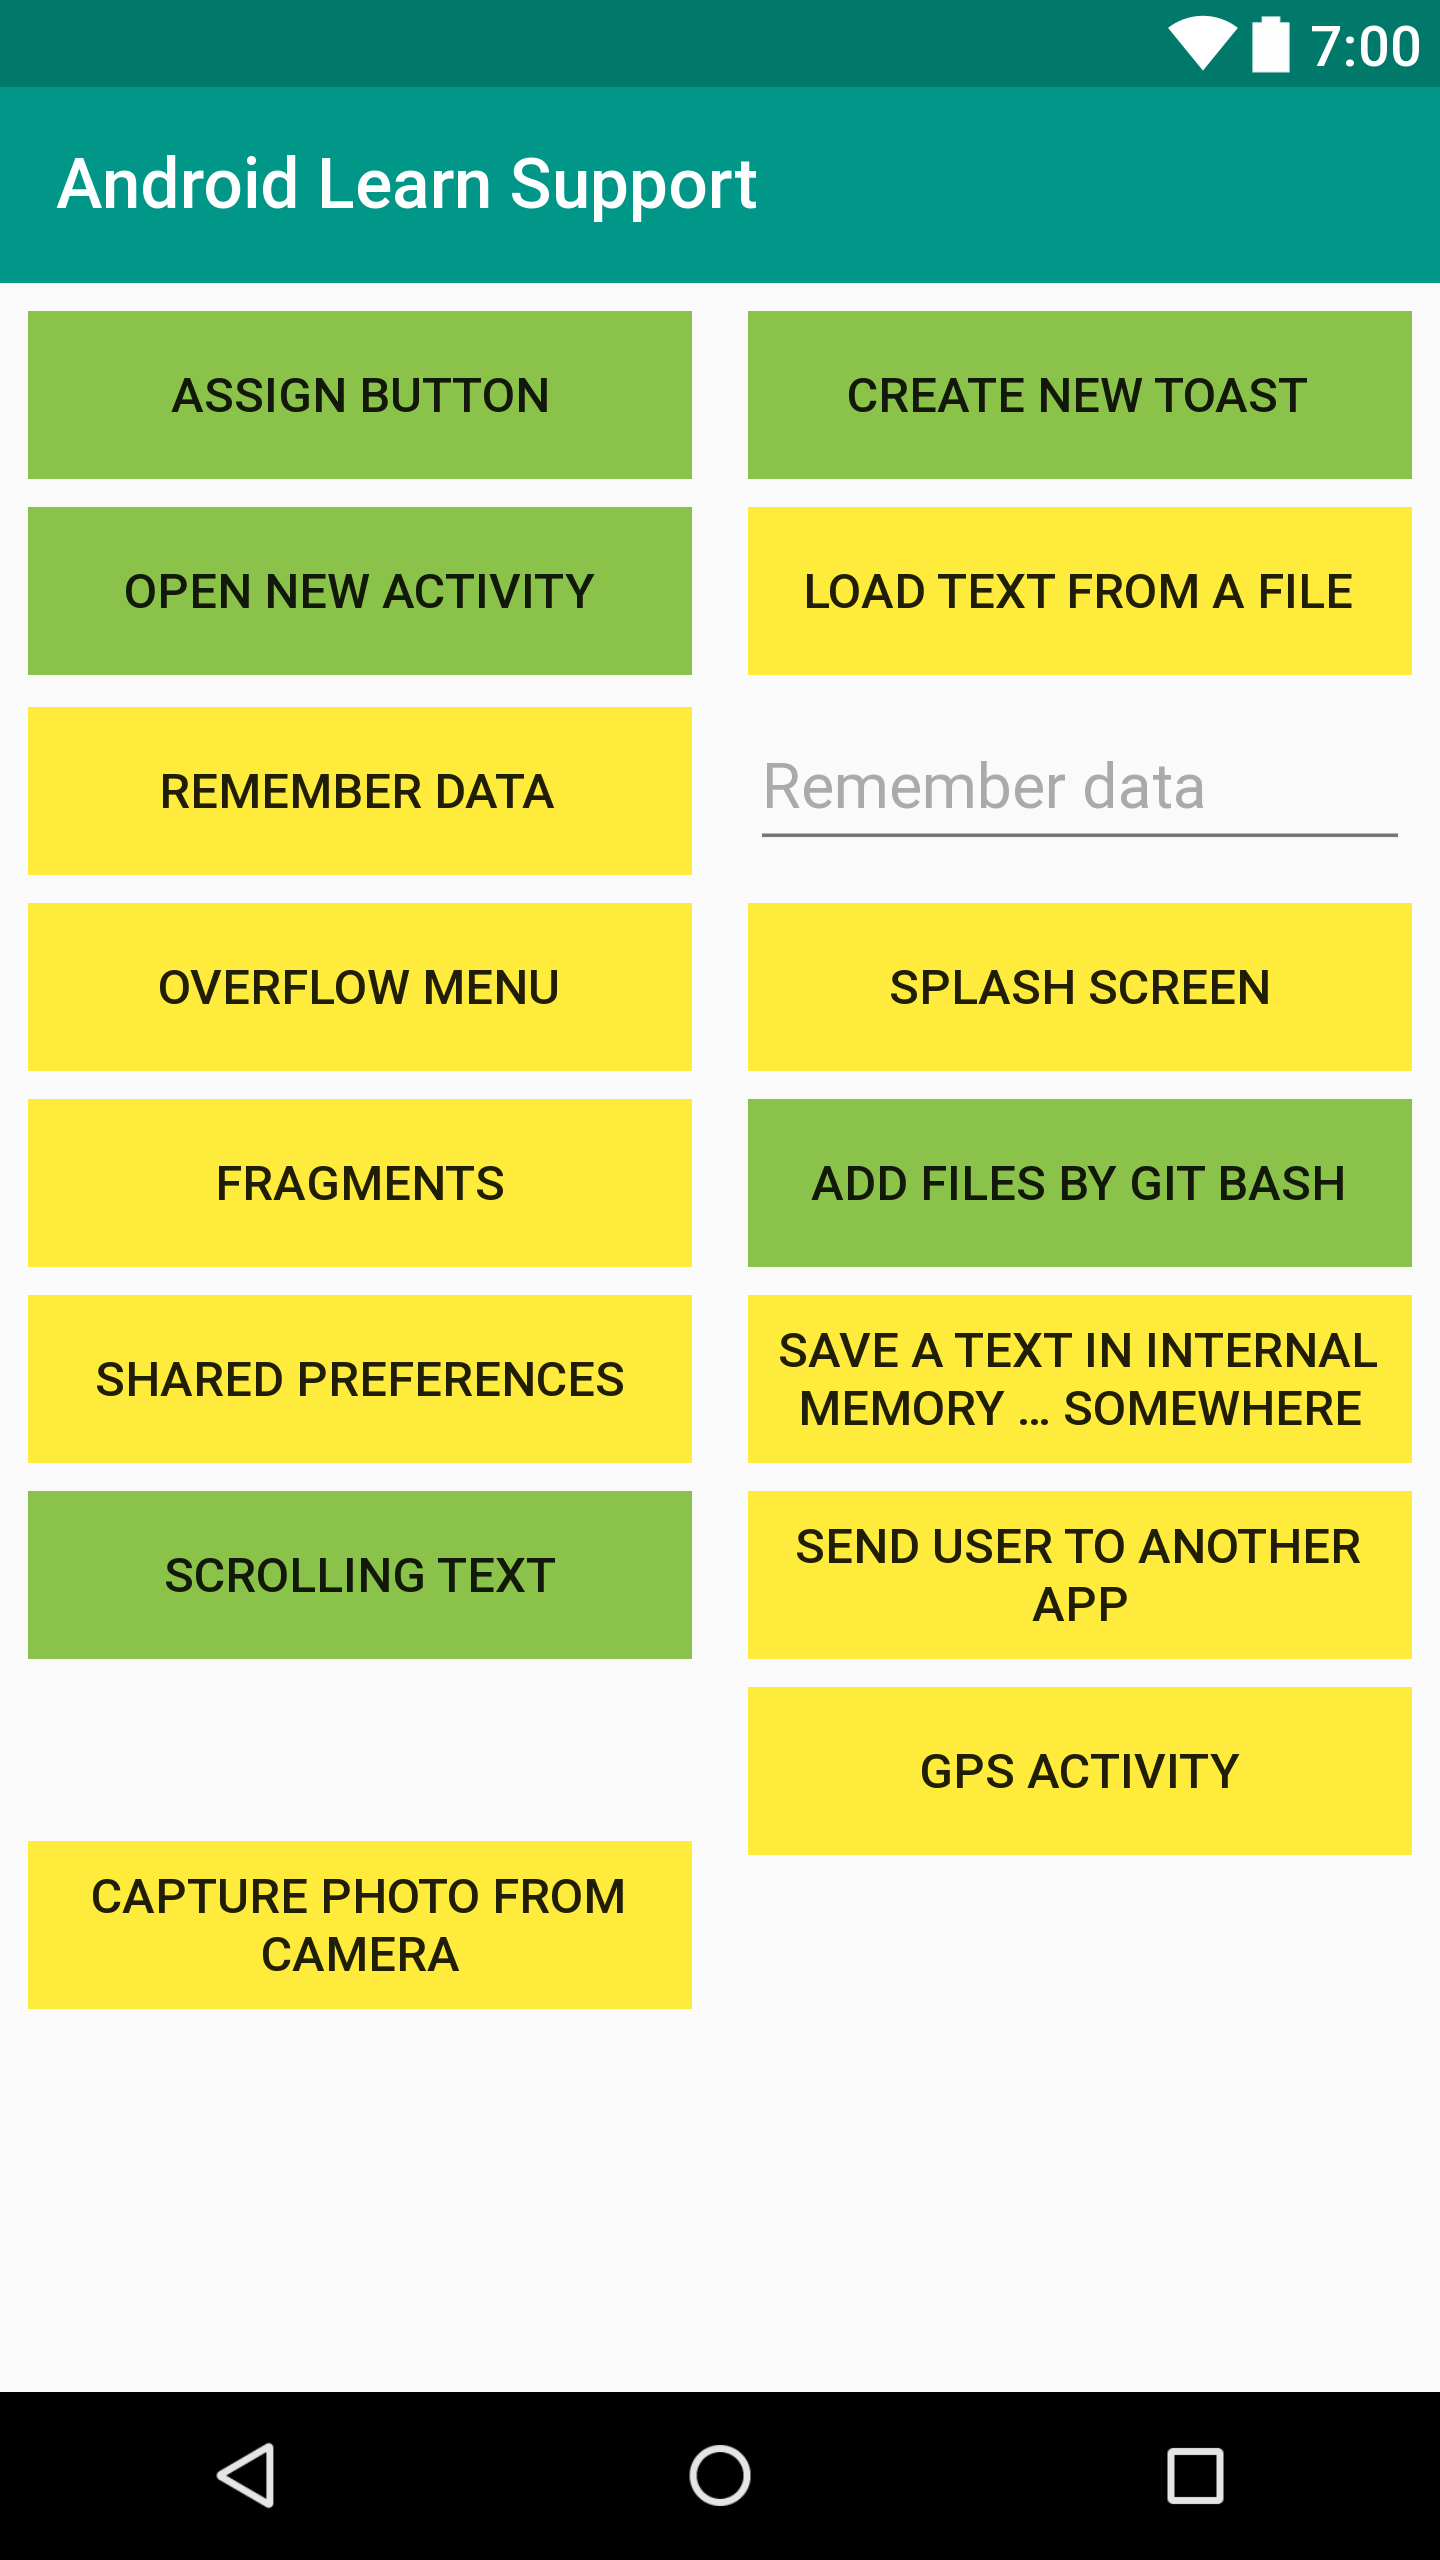 7:00
Android Learn Support
ASSIGN BUTTON
CREATE NEW TOAST
OPEN NEW ACTIVITY
LOAD TEXT FROM A FILE
REMEMBER DATA
Remember data
OVERFLOW MENU
SPLASH SCREEN
FRAGMENTS
ADD FILES BY GIT BASH
SHARED PREFERENCES
SAVE A TEXT IN INTERNAL
MEMORY ... SOMEWHERE
SCROLLING TEXT
SEND USER TO ANOTHER
APP
GPS ACTIVITY
CAPTURE PHOTO FROM
CAMERA